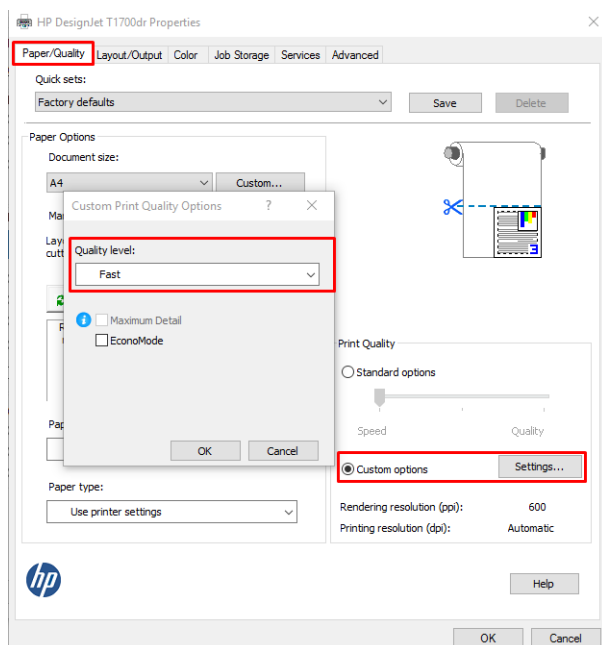 HP DesignJet T1700dr Properties
Paper/Quality Layout/Output Color Job Storage Services Advanced
Quick sets:
Factory defaults Save Delete
Paper Options
Document size:
A4 Custom...
Custom Print Quality Options ? ×
Quality level:
Fast
Maximum Detail
EconoMode
OK Cancel
3
Print Quality
Standard options
Speed Quality
Custom options Settings...
Paper type:
Use printer settings
Rendering resolution (ppi): 600
Printing resolution (dpi): Automatic
hp
Help
OK Cancel